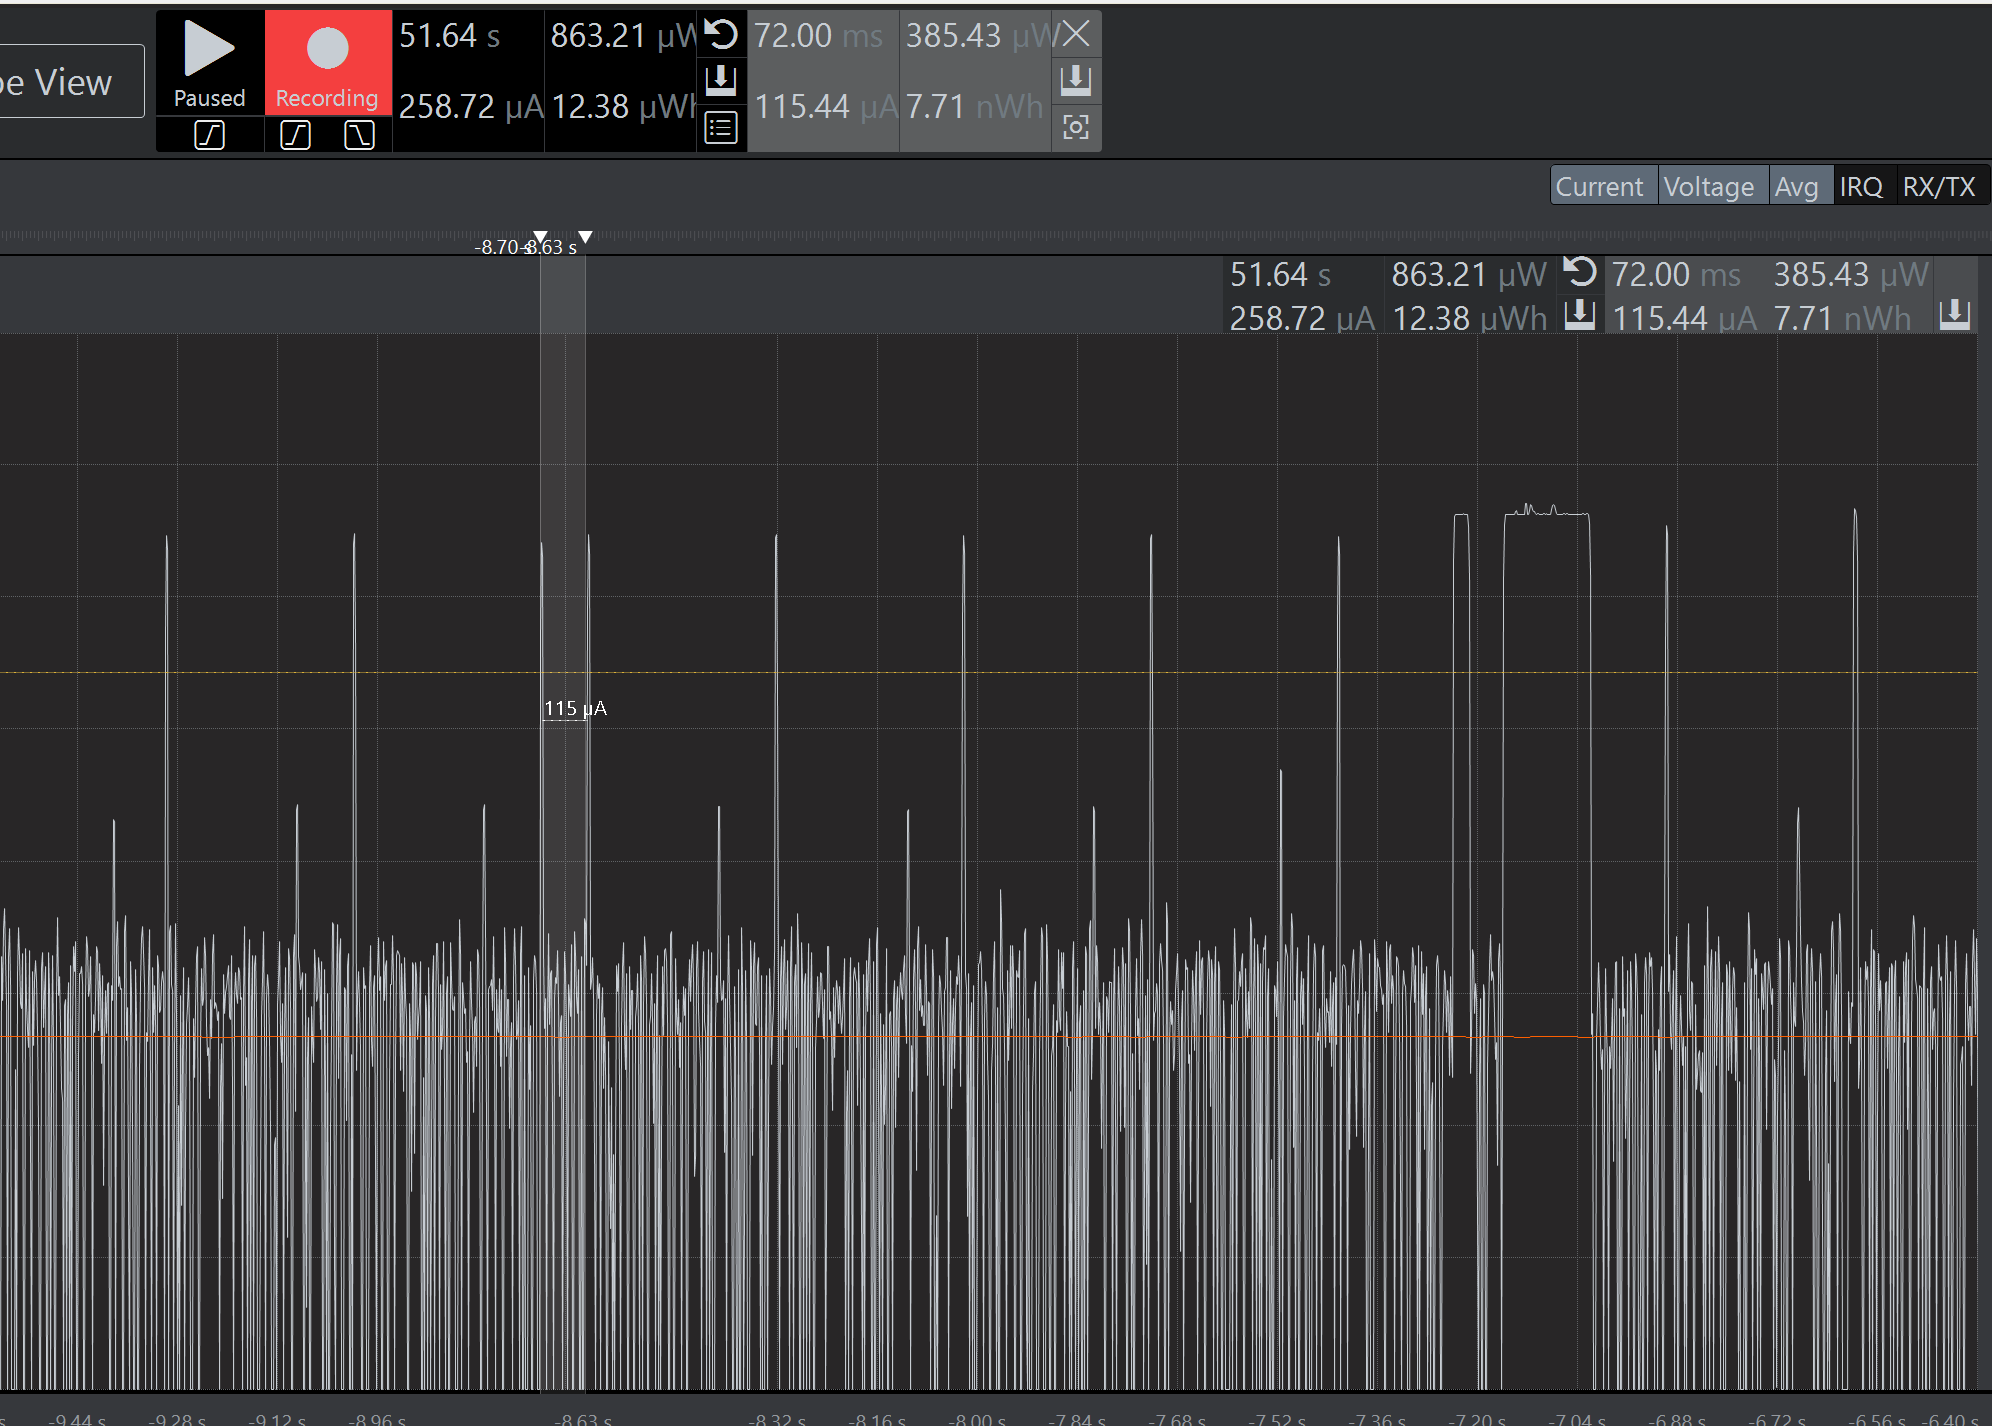 51.64 s 863.21 µW 72.00 ms 385.43 µW
pe View
Paused Recording
258.72 µA 12.38 µWh 115.44 µA 7.71 nWh
Current Voltage Avg IRQ RX/TX
-8.70 s -8.63 s
51.64 s 863.21 µW 72.00 ms 385.43 µW
258.72 µA 12.38 µWh 115.44 µA 7.71 nWh
115 µA
s -9.44 s -9.28 s -9.12 s -8.96 s -8.63 s -8.32 s -8.16 s -8.00 s -7.84 s -7.68 s -7.52 s -7.36 s -7.20 s -7.04 s -6.88 s -6.72 s -6.56 s -6.40 s